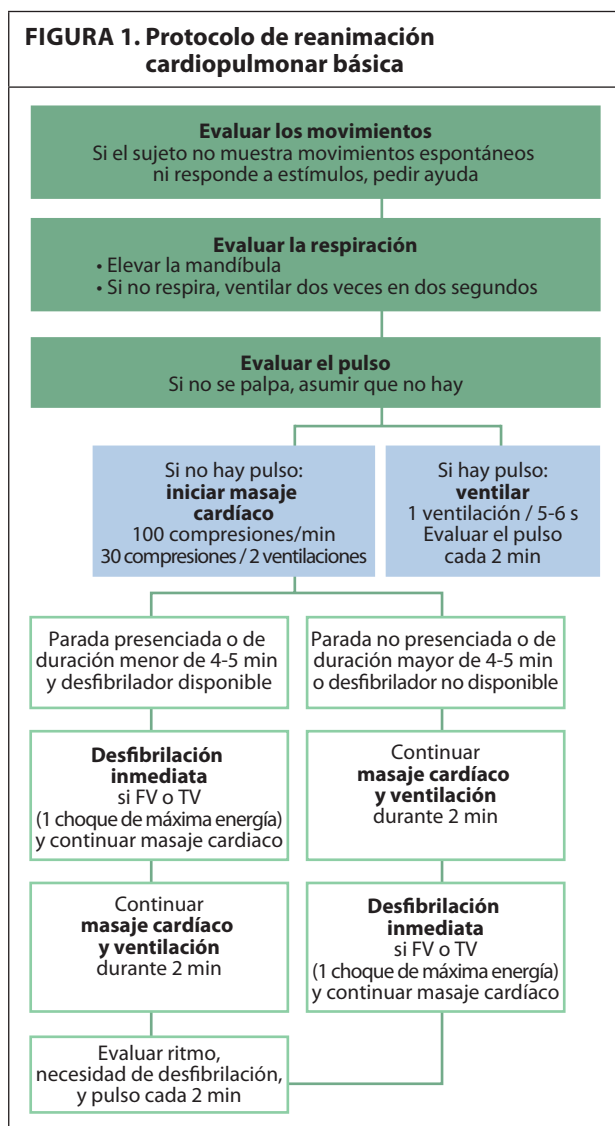 FIGURA 1. Protocolo de reanimación
cardiopulmonar básica
Evaluar los movimientos
Si el sujeto no muestra movimientos espontáneos
ni responde a estímulos, pedir ayuda
Evaluar la respiración
• Elevar la mandíbula
• Si no respira, ventilar dos veces en dos segundos
Evaluar el pulso
Si no se palpa, asumir que no hay
Si no hay pulso:
iniciar masaje
cardíaco
100 compresiones/min
30 compresiones / 2 ventilaciones
Si hay pulso:
ventilar
1 ventilación / 5-6 s
Evaluar el pulso
cada 2 min
Parada presenciada o de
duración menor de 4-5 min
y desfibrilador disponible
Parada no presenciada o de
duración mayor de 4-5 min
o desfibrilador no disponible
Desfibrilación
inmediata
si FV o TV
(1 choque de máxima energía)
y continuar masaje cardiaco
Continuar
masaje cardíaco
y ventilación
durante 2 min
Continuar
masaje cardíaco
y ventilación
durante 2 min
Desfibrilación
inmediata
si FV o TV
(1 choque de máxima energía)
y continuar masaje cardíaco
Evaluar ritmo,
necesidad de desfibrilación,
y pulso cada 2 min